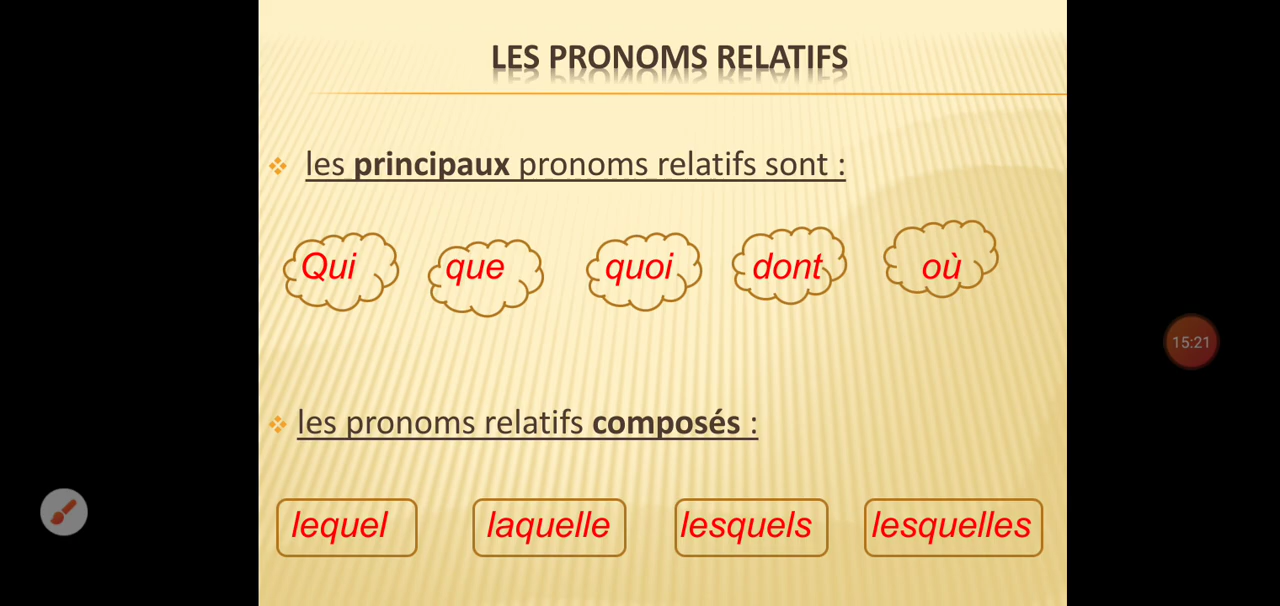 LES PRONOMS RELATIFS
les principaux pronoms relatifs sont :
Qui que quoi dont où
15:21
les pronoms relatifs composés :
lequel laquelle lesquels lesquelles